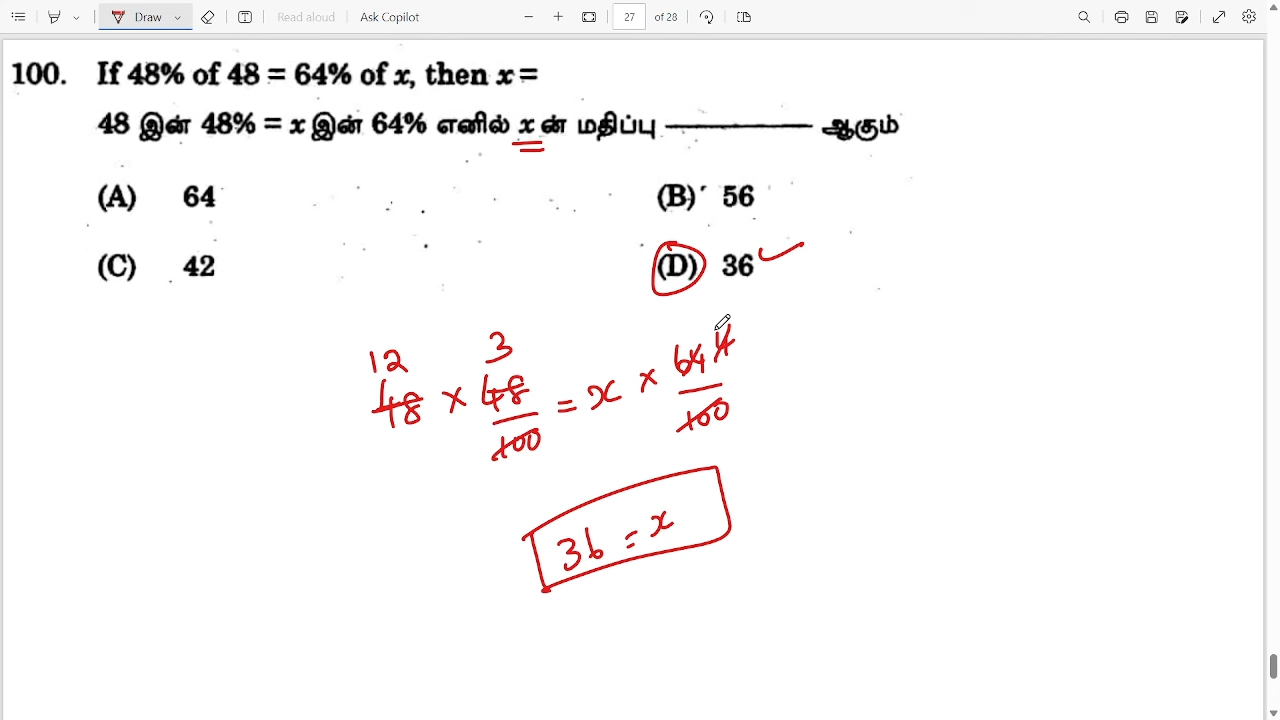 Draw Read aloud Ask Copilot 27 of 28
100. If 48% of 48 = 64% of x, then x =
48 இன் 48% = x இன் 64% எனில் x ன் மதிப்பு ———— ஆகும்
(A) 64 (B) 56
(C) 42 (D) 36
12 3 4
48 × 48 = x × 64
100 100
36 = x